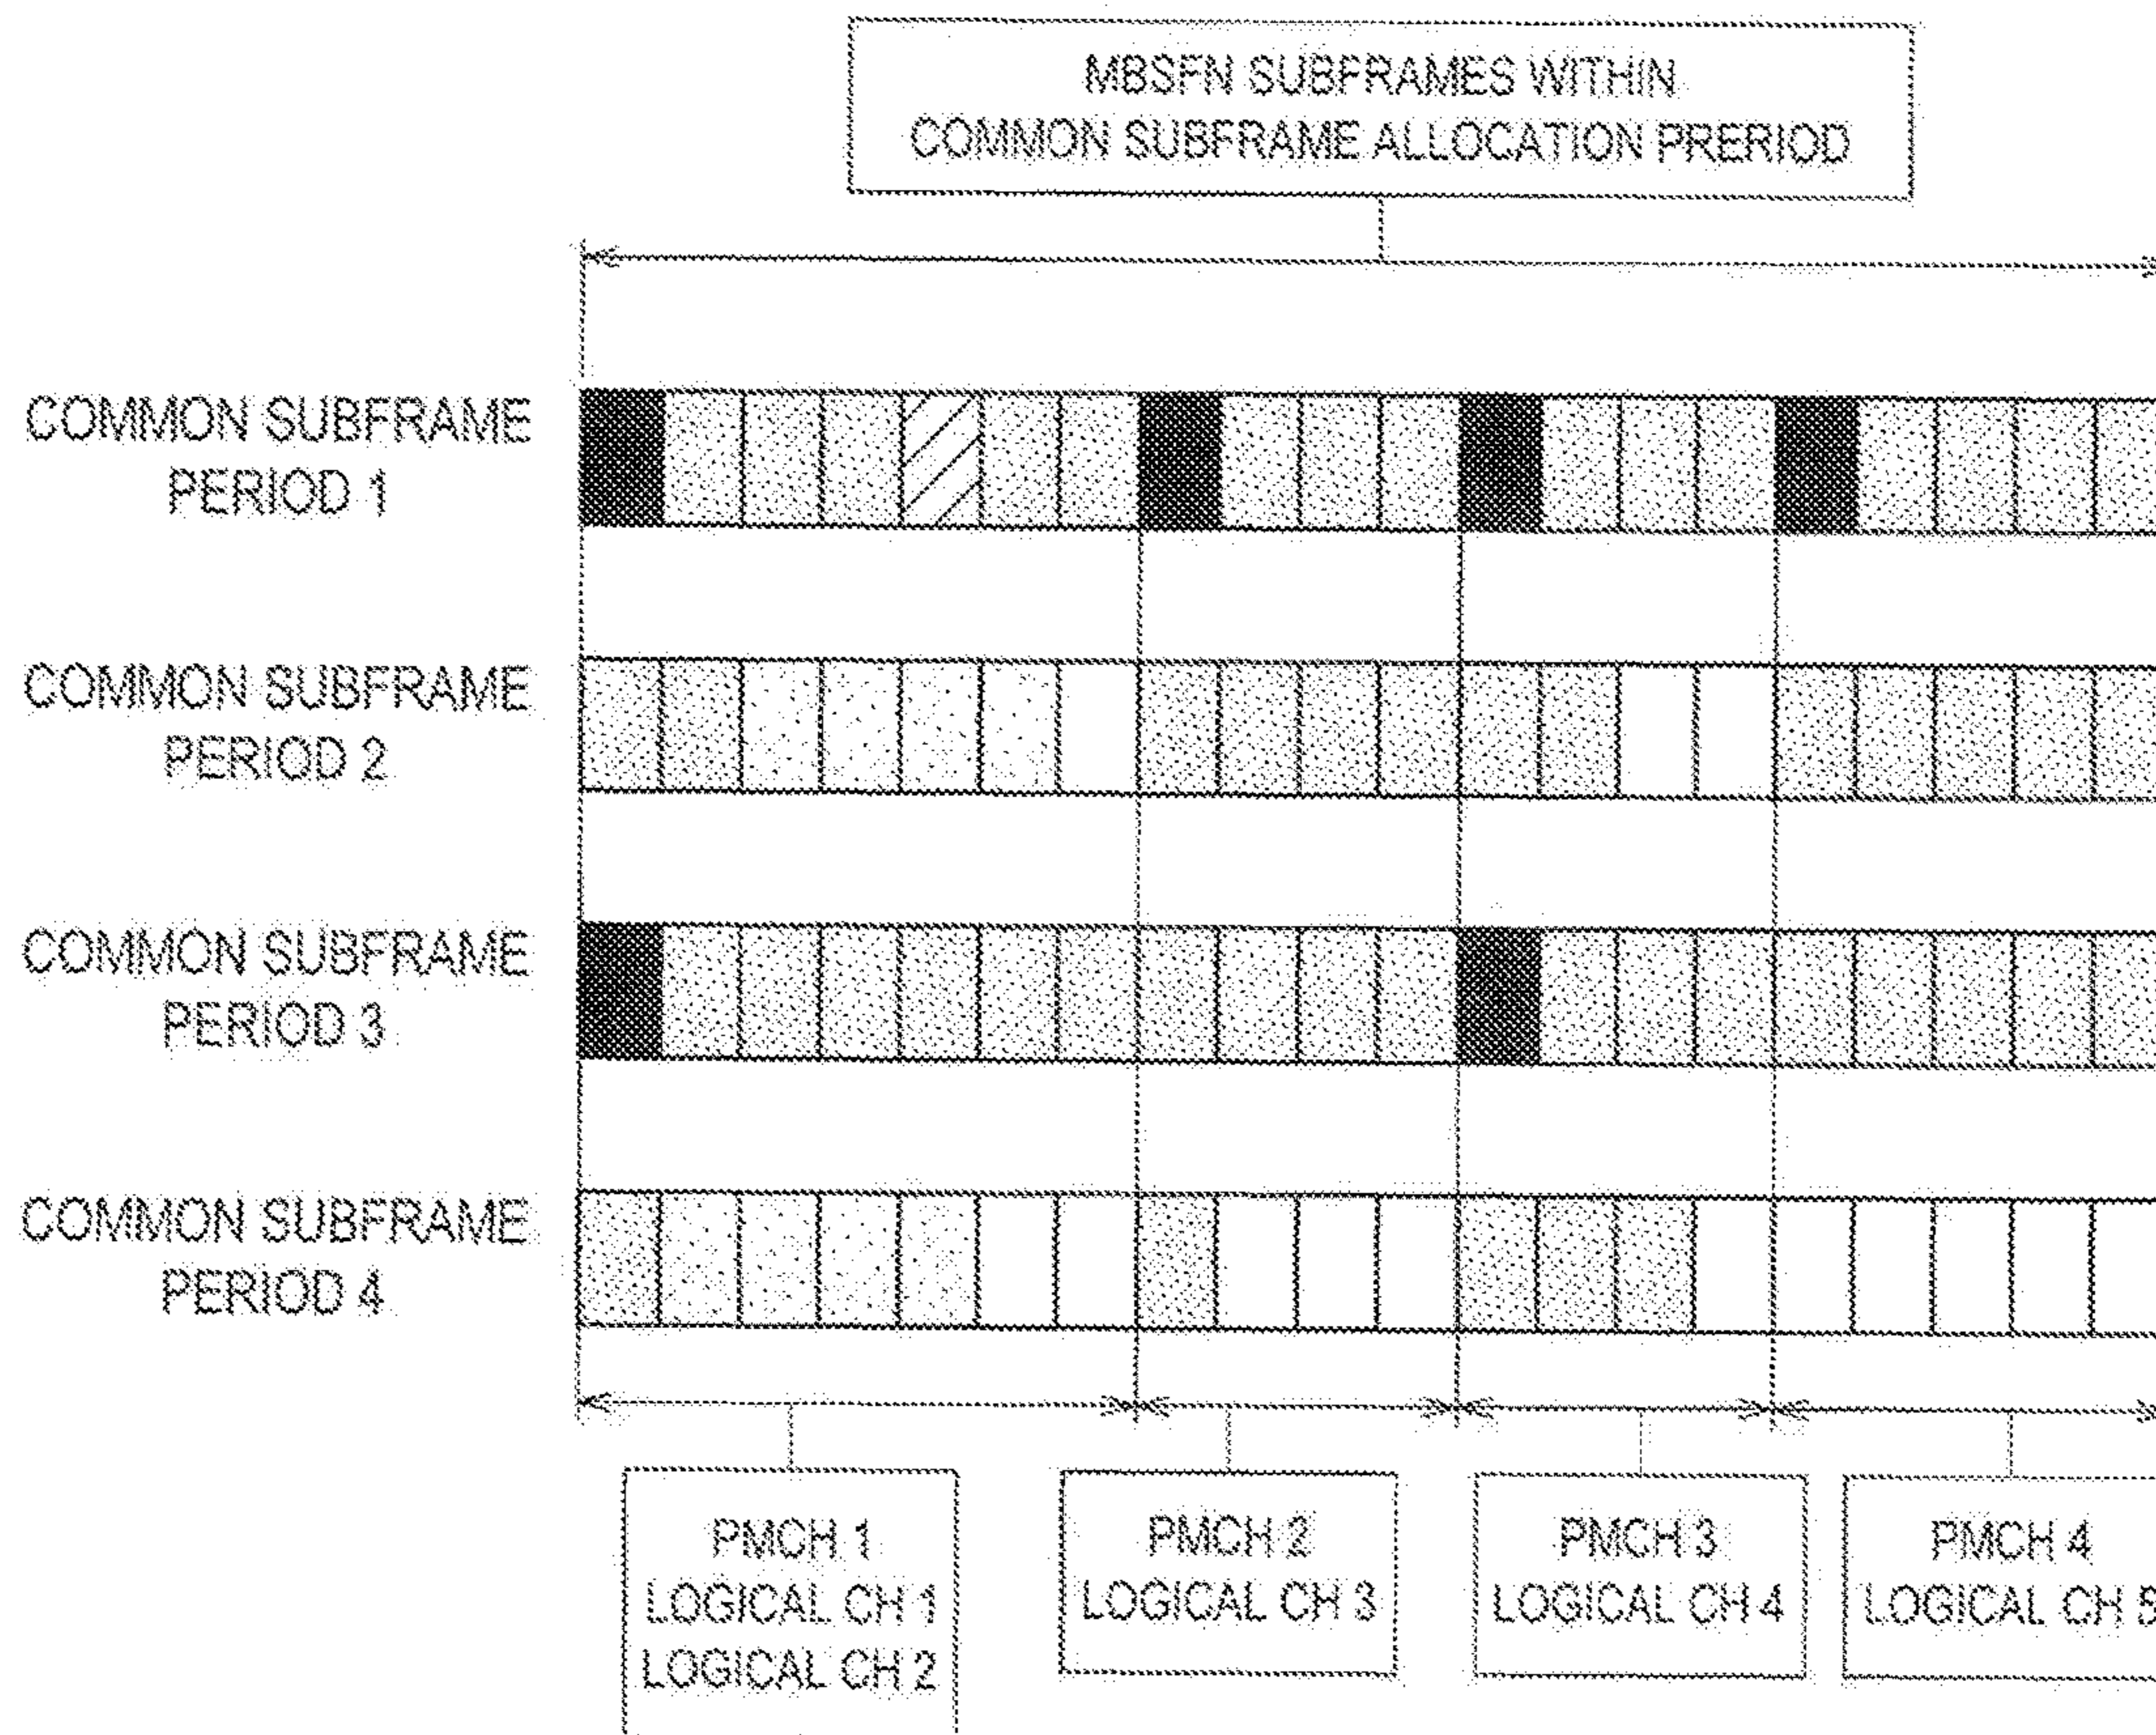 MBSFN SUBFRAMES WITHIN
COMMON SUBFRAME ALLOCATION PRERIOD
COMMON SUBFRAME
PERIOD 1
COMMON SUBFRAME
PERIOD 2
COMMON SUBFRAME
PERIOD 3
COMMON SUBFRAME
PERIOD 4
PMCH 1
LOGICAL CH 1
LOGICAL CH 2
PMCH 2
LOGICAL CH 3
PMCH 3
LOGICAL CH 4
PMCH 4
LOGICAL CH 5